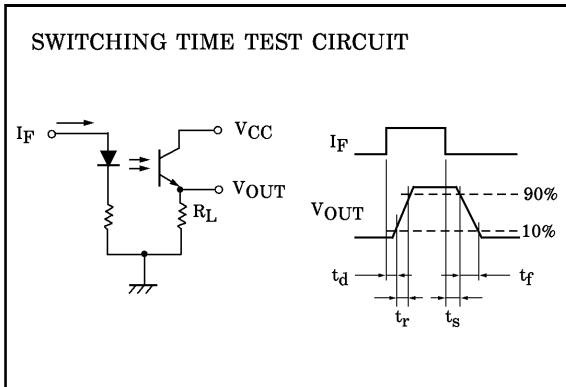 SWITCHING TIME TEST CIRCUIT
IF
VCC
VOUT
RL
IF
VOUT
90%
10%
td
tr
ts
tf